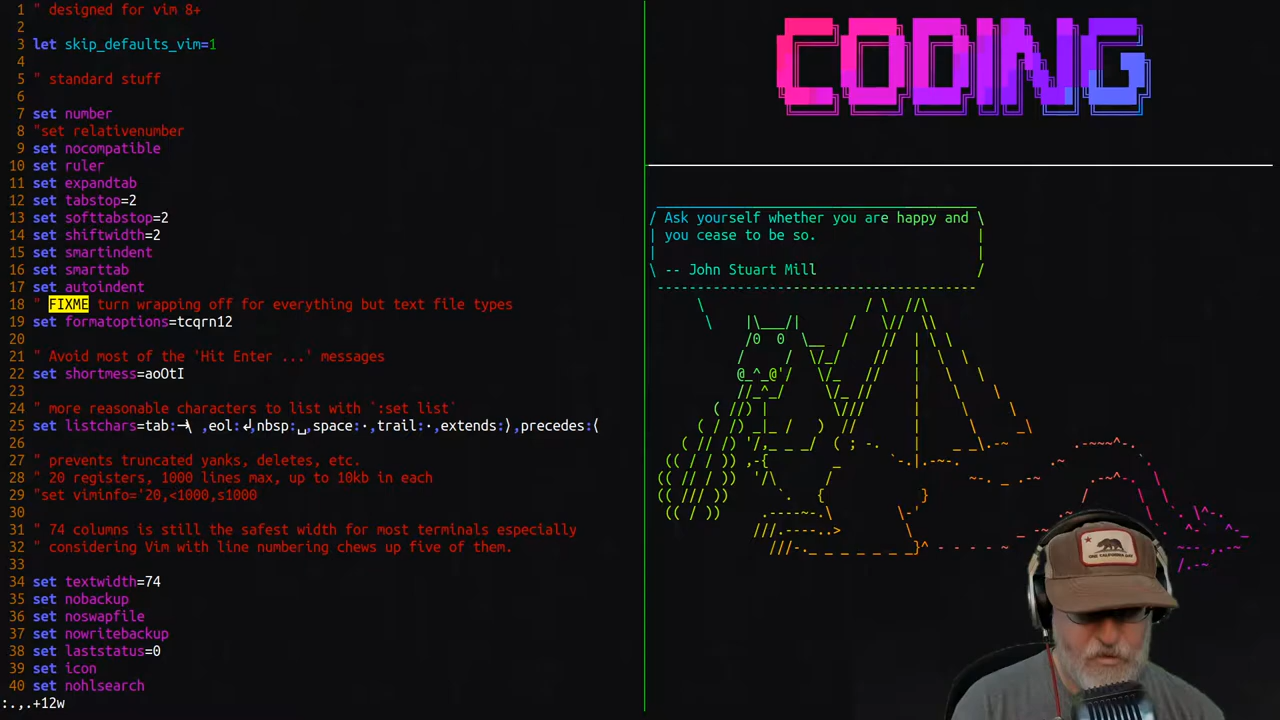 1 " designed for vim 8+
2
3 let skip_defaults_vim=1
4
5 " standard stuff
6
7 set number
8 "set relativenumber
9 set nocompatible
10 set ruler
11 set expandtab
12 set tabstop=2
13 set softtabstop=2
14 set shiftwidth=2
15 set smartindent
16 set smarttab
17 set autoindent
18 " FIXME turn wrapping off for everything but text file types
19 set formatoptions=tcqrn12
20
21 " Avoid most of the 'Hit Enter ...' messages
22 set shortmess=aoOtI
23
24 " more reasonable characters to list with `:set list`
25 set listchars=tab:→\ ,eol:↲,nbsp:␣,space:·,trail:·,extends:⟩,precedes:⟨
26
27 " prevents truncated yanks, deletes, etc.
28 " 20 registers, 1000 lines max, up to 10kb in each
29 "set viminfo='20,<1000,s1000
30
31 " 74 columns is still the safest width for most terminals especially
32 " considering Vim with line numbering chews up five of them.
33
34 set textwidth=74
35 set nobackup
36 set noswapfile
37 set nowritebackup
38 set laststatus=0
39 set icon
40 set nohlsearch
:.,.+12w
CODING
Ask yourself whether you are happy and
you cease to be so.
-- John Stuart Mill
ONE CALIFORNIA DAY